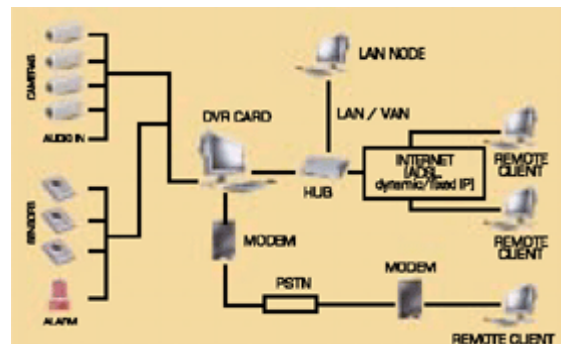 CAMERAS
AUDIO IN
SENSORS
ALARM
DVR CARD
LAN NODE
LAN / VAN
HUB
INTERNET
[ADSL
dynamic/fixed IP]
REMOTE
CLIENT
REMOTE
CLIENT
MODEM
PSTN
MODEM
REMOTE CLIENT